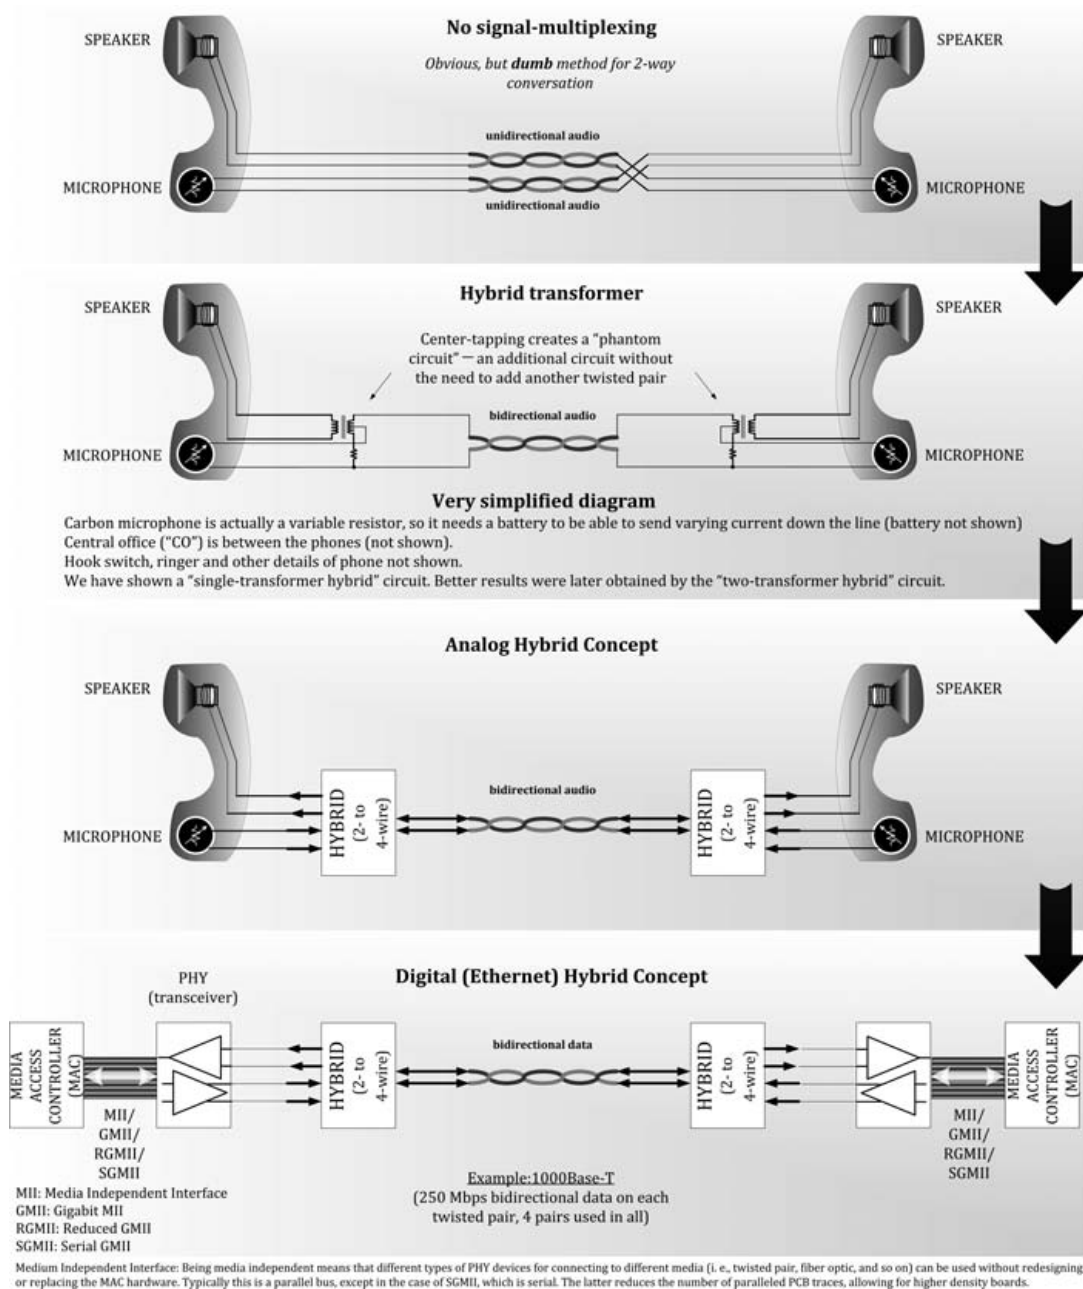 No signal-multiplexing
SPEAKER
SPEAKER
Obvious, but dumb method for 2-way
conversation
unidirectional audio
MICROPHONE
MICROPHONE
unidirectional audio
Hybrid transformer
SPEAKER
SPEAKER
Center-tapping creates a “phantom
circuit” — an additional circuit without
the need to add another twisted pair
bidirectional audio
MICROPHONE
MICROPHONE
Very simplified diagram
Carbon microphone is actually a variable resistor, so it needs a battery to be able to send varying current down the line (battery not shown)
Central office (“CO”) is between the phones (not shown).
Hook switch, ringer and other details of phone not shown.
We have shown a “single-transformer hybrid” circuit. Better results were later obtained by the “two-transformer hybrid” circuit.
Analog Hybrid Concept
SPEAKER
SPEAKER
HYBRID
(2- to
4-wire)
bidirectional audio
HYBRID
(2- to
4-wire)
MICROPHONE
MICROPHONE
Digital (Ethernet) Hybrid Concept
PHY
(transceiver)
MEDIA
ACCESS
CONTROLLER
(MAC)
HYBRID
(2- to
4-wire)
bidirectional data
HYBRID
(2- to
4-wire)
MEDIA
ACCESS
CONTROLLER
(MAC)
MII/
GMII/
RGMII/
SGMII
MII/
GMII/
RGMII/
SGMII
Example:1000Base-T
(250 Mbps bidirectional data on each
twisted pair, 4 pairs used in all)
MII: Media Independent Interface
GMII: Gigabit MII
RGMII: Reduced GMII
SGMII: Serial GMII
Medium Independent Interface: Being media independent means that different types of PHY devices for connecting to different media (i. e., twisted pair, fiber optic, and so on) can be used without redesigning
or replacing the MAC hardware. Typically this is a parallel bus, except in the case of SGMII, which is serial. The latter reduces the number of paralleled PCB traces, allowing for higher density boards.